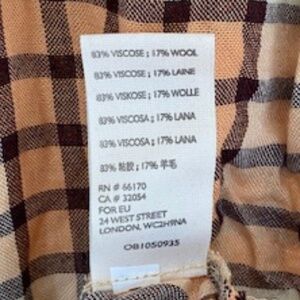 83% VISCOSE ; 17% WOOL
83% VISCOSE ; 17% LAINE
83% VISKOSE ; 17% WOLLE
83% VISCOSA ; 17% LANA
83% VISCOSA ; 17% LANA
83% 粘胶 ; 17% 羊毛
RN # 66170
CA # 32054
FOR EU
24 WEST STREET
LONDON, WC2H9NA
OB1050935